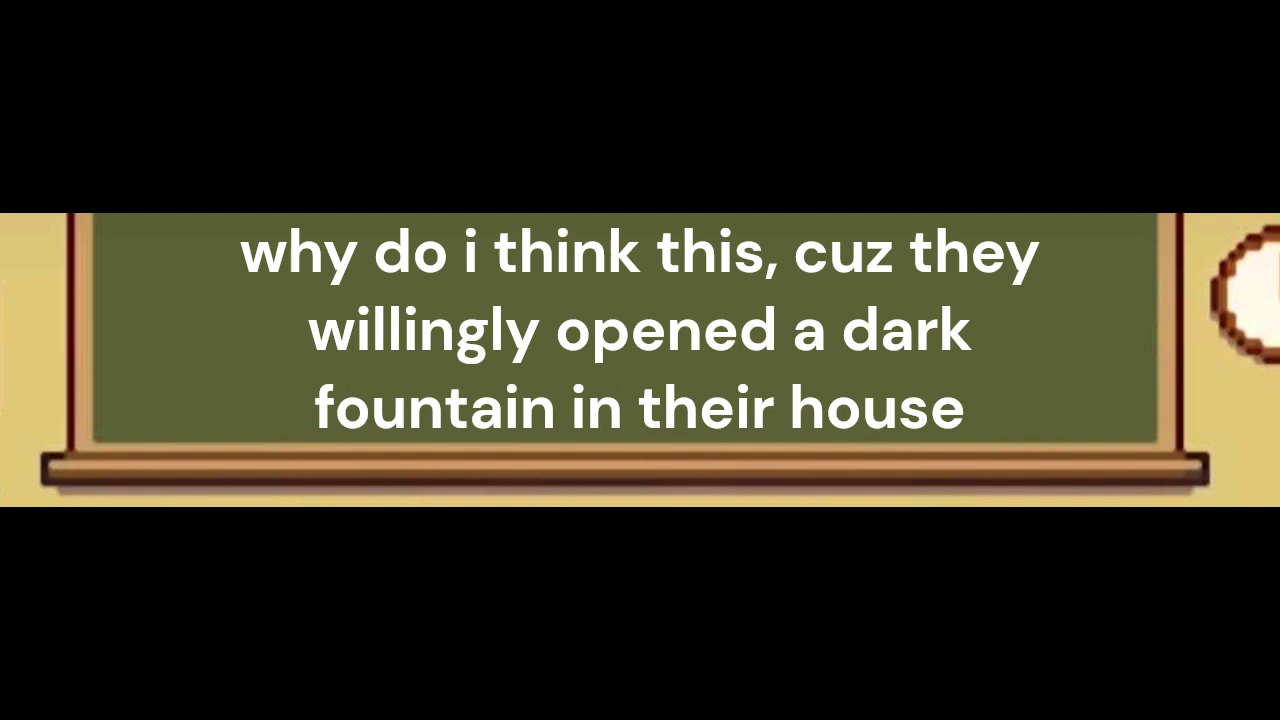 why do i think this, cuz they
willingly opened a dark
fountain in their house